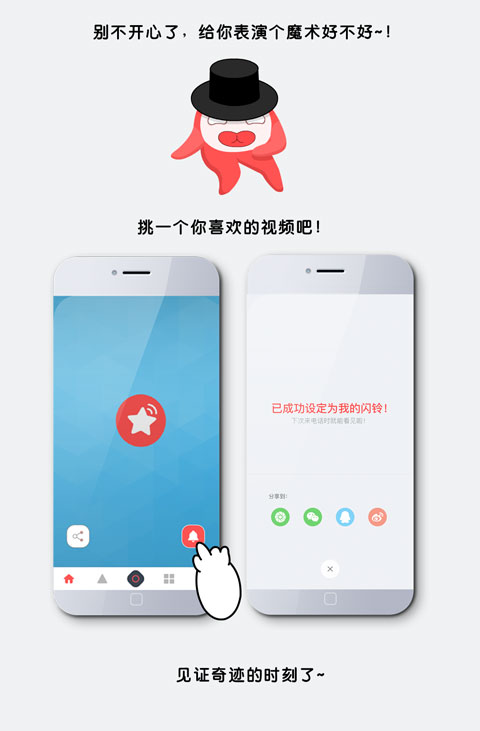 别不开心了，给你表演个魔术好不好~！
挑一个你喜欢的视频吧！
已成功设定为我的闪铃！
下次来电话时就能看见啦！
分享到：
见证奇迹的时刻了~